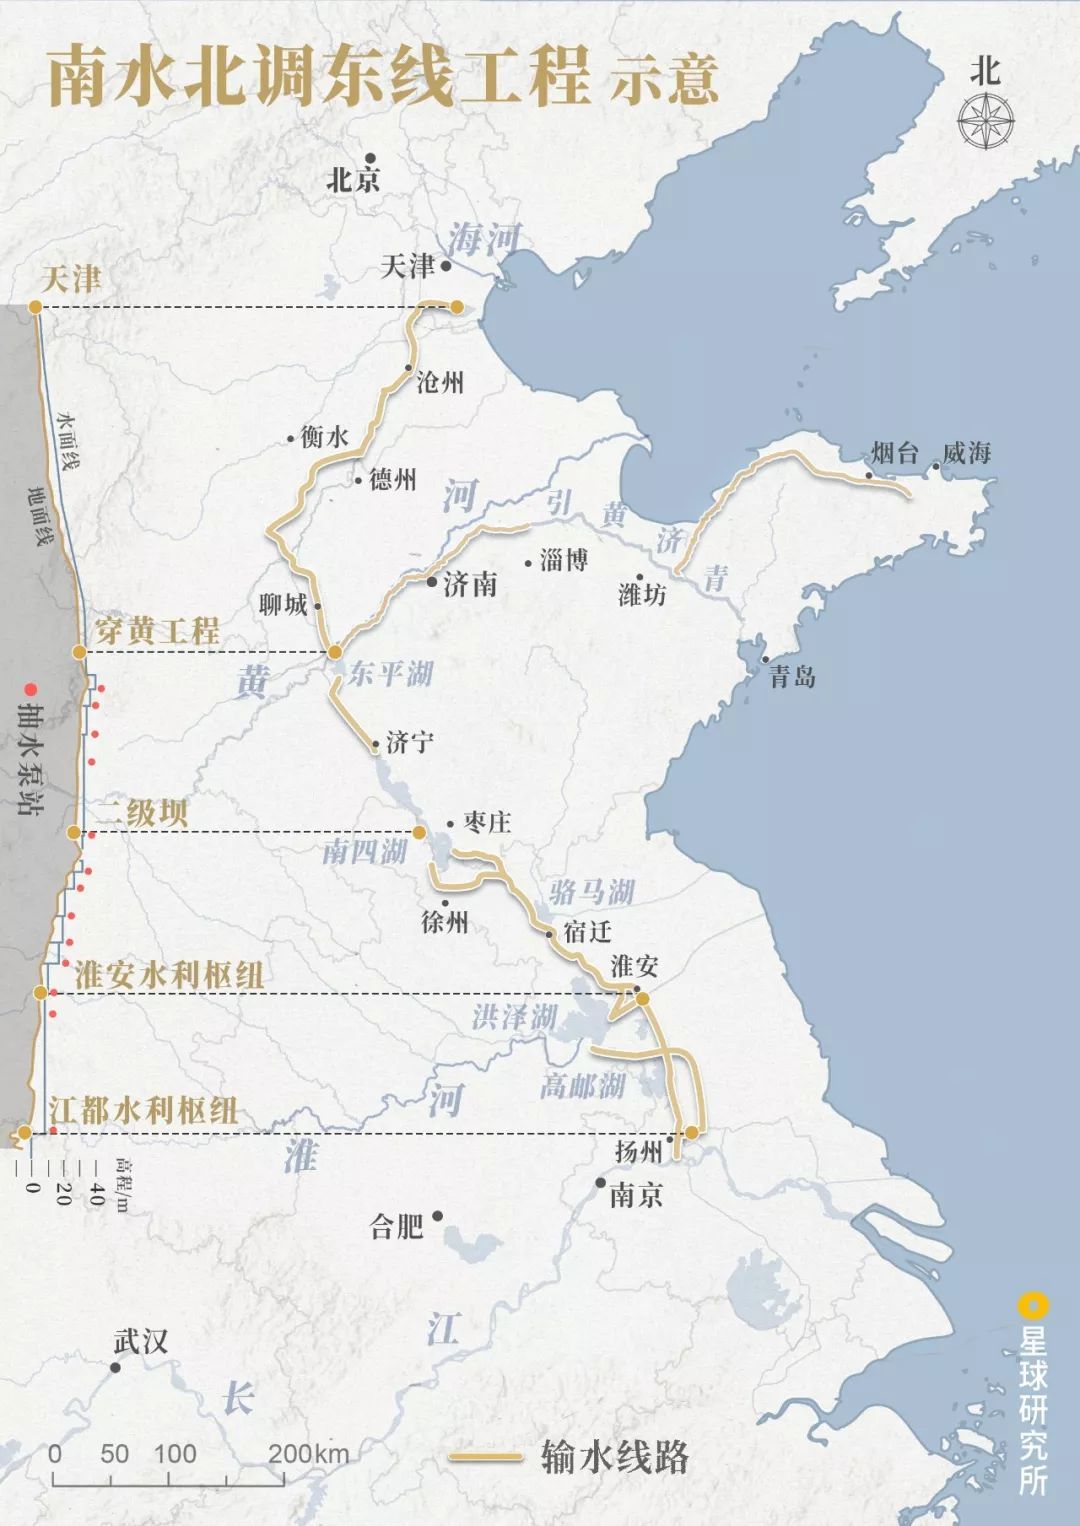 南水北调东线工程 示意
北
北京
海河
天津
天津
沧州
水面线
衡水
烟台
威海
德州
地面线
河
引
黄
济
青
淄博
济南
潍坊
聊城
穿黄工程
黄
东平湖
青岛
抽水泵站
济宁
二级坝
枣庄
南四湖
骆马湖
徐州
宿迁
淮安
淮安水利枢纽
洪泽湖
高邮湖
河
江都水利枢纽
淮
扬州
0
20
40
高程/m
南京
合肥
江
武汉
长
星球研究所
0 50 100 200km
输水线路